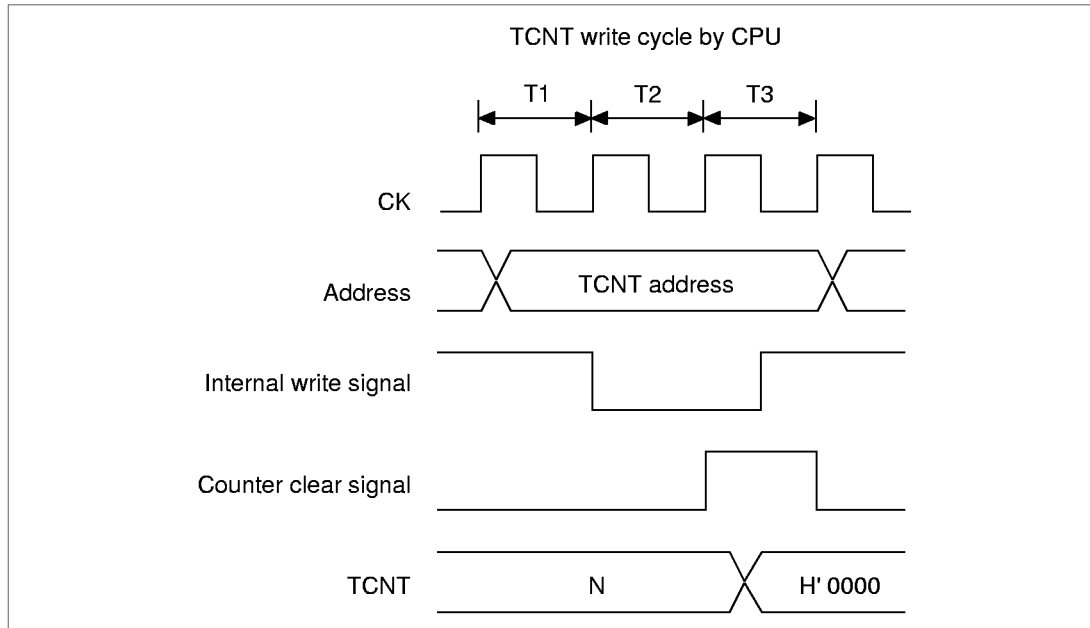 TCNT write cycle by CPU
T1 T2 T3
CK
Address TCNT address
Internal write signal
Counter clear signal
TCNT N H' 0000